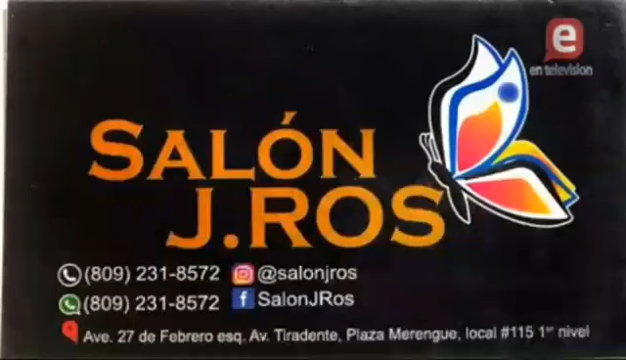 e
en television
SALÓN
J.ROS
(809) 231-8572 @salonjros
(809) 231-8572 f SalonJRos
Ave. 27 de Febrero esq. Av. Tiradente, Plaza Merengue, local #115 1er nivel